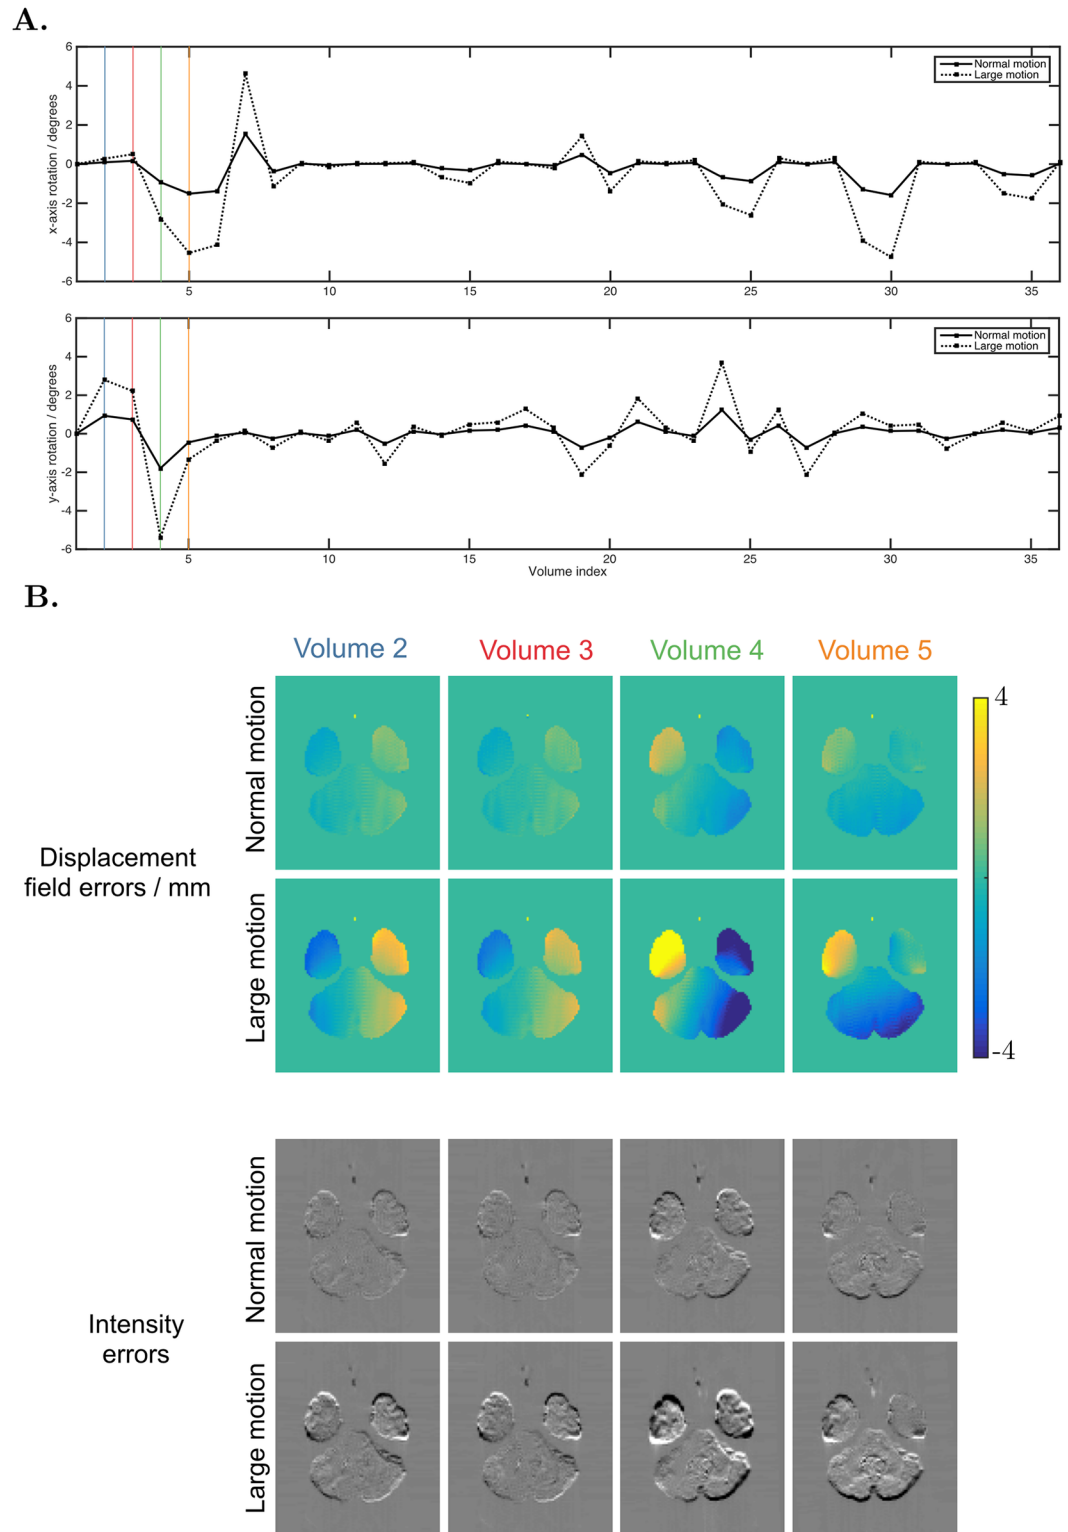 A.
x-axis rotation / degrees
6
4
2
0
-2
-4
-6
5
10
15
20
25
30
35
Normal motion
Large motion
y-axis rotation / degrees
6
4
2
0
-2
-4
-6
5
10
15
20
25
30
35
Normal motion
Large motion
Volume index
B.
Volume 2
Volume 3
Volume 4
Volume 5
Displacement
field errors / mm
Normal motion
Large motion
4
-4
Intensity
errors
Normal motion
Large motion